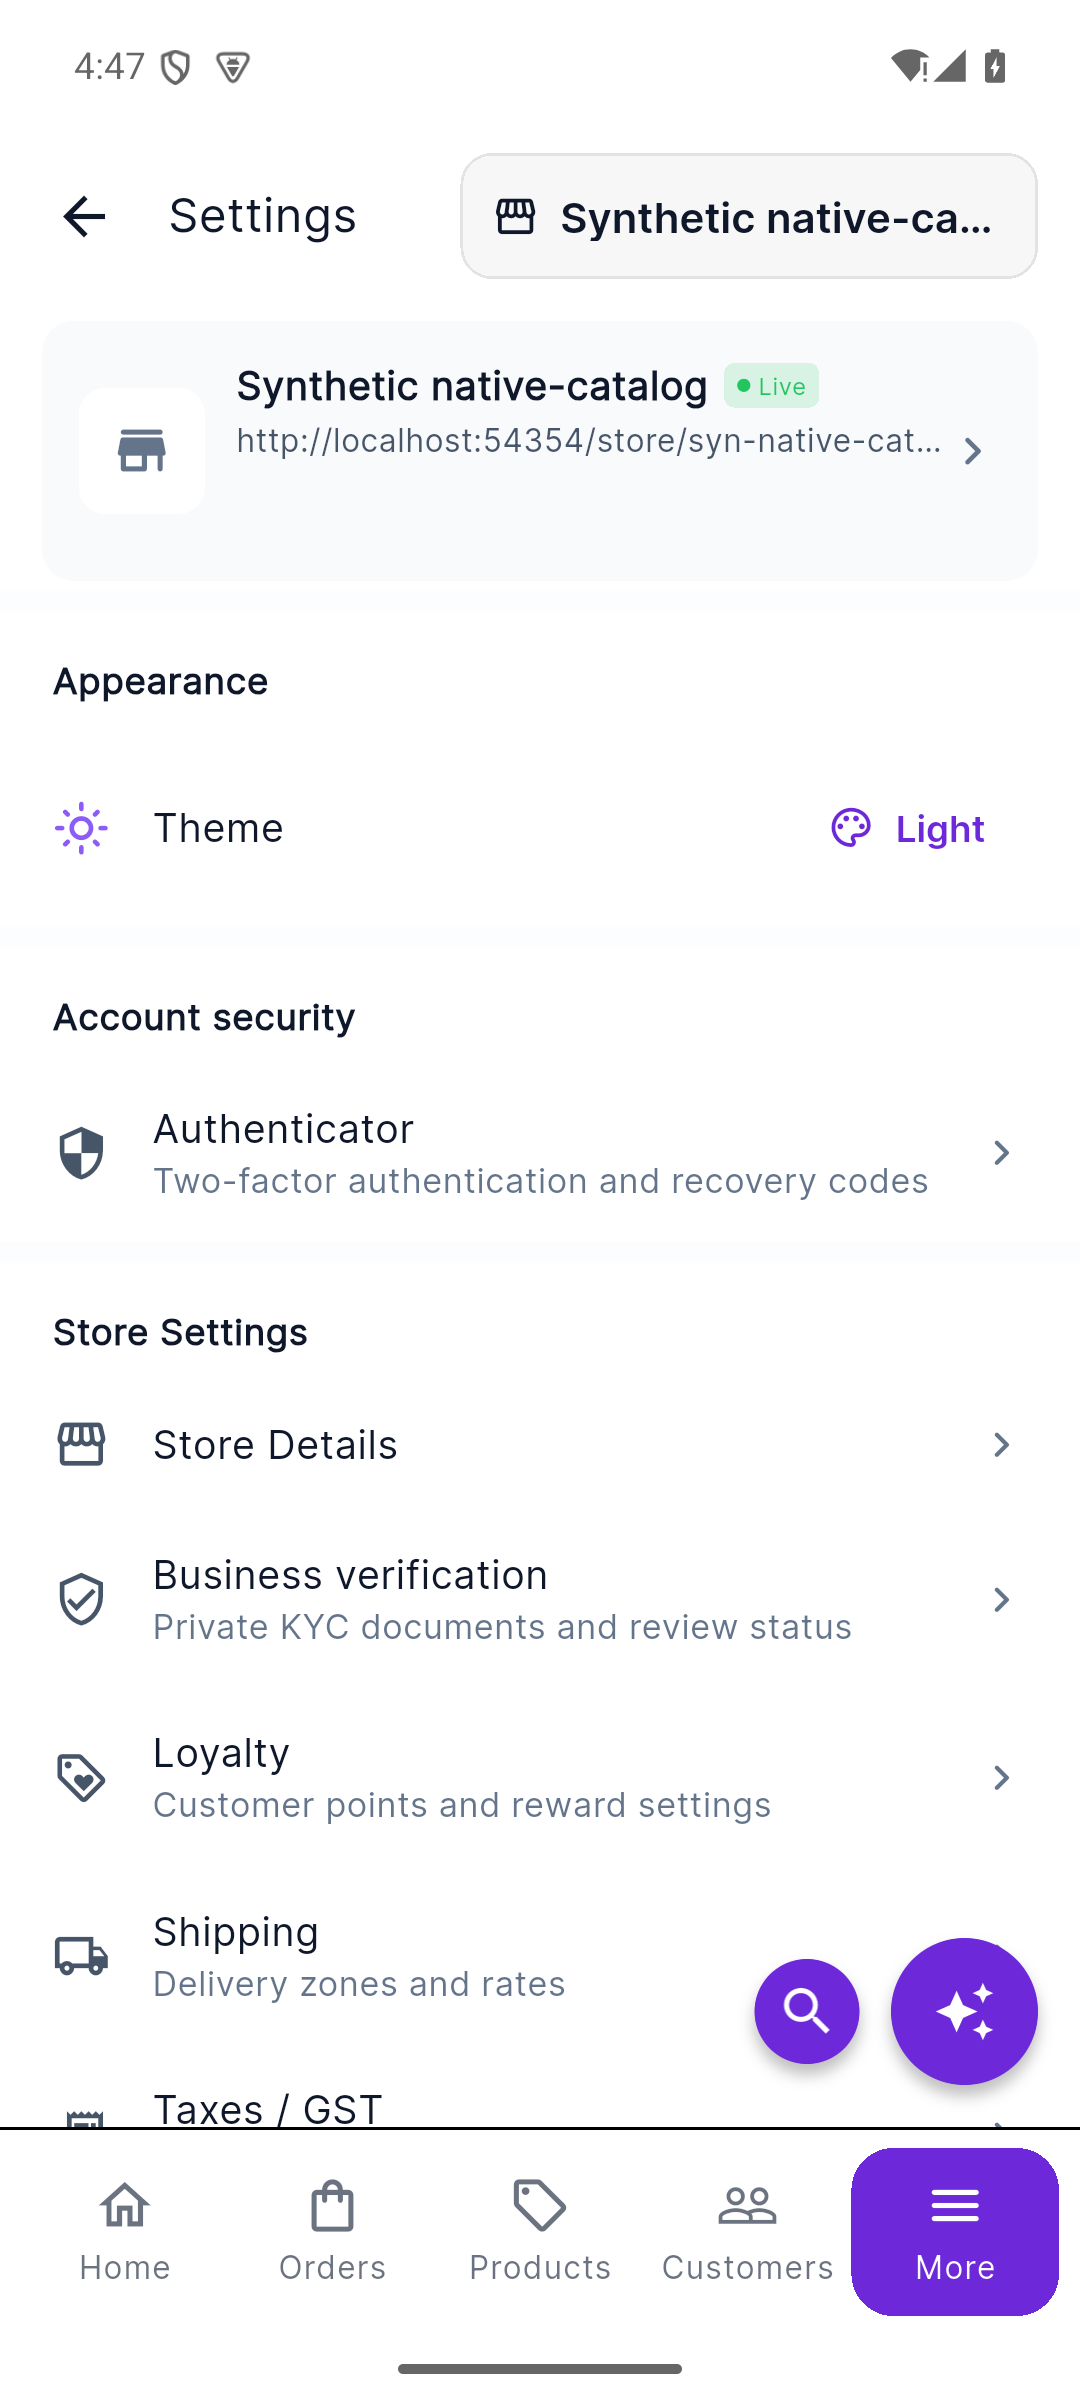 4:47
Settings
Synthetic native-ca...
Synthetic native-catalog
Live
http://localhost:54354/store/syn-native-cat...
Appearance
Theme
Light
Account security
Authenticator
Two-factor authentication and recovery codes
Store Settings
Store Details
Business verification
Private KYC documents and review status
Loyalty
Customer points and reward settings
Shipping
Delivery zones and rates
Taxes / GST
Home
Orders
Products
Customers
More